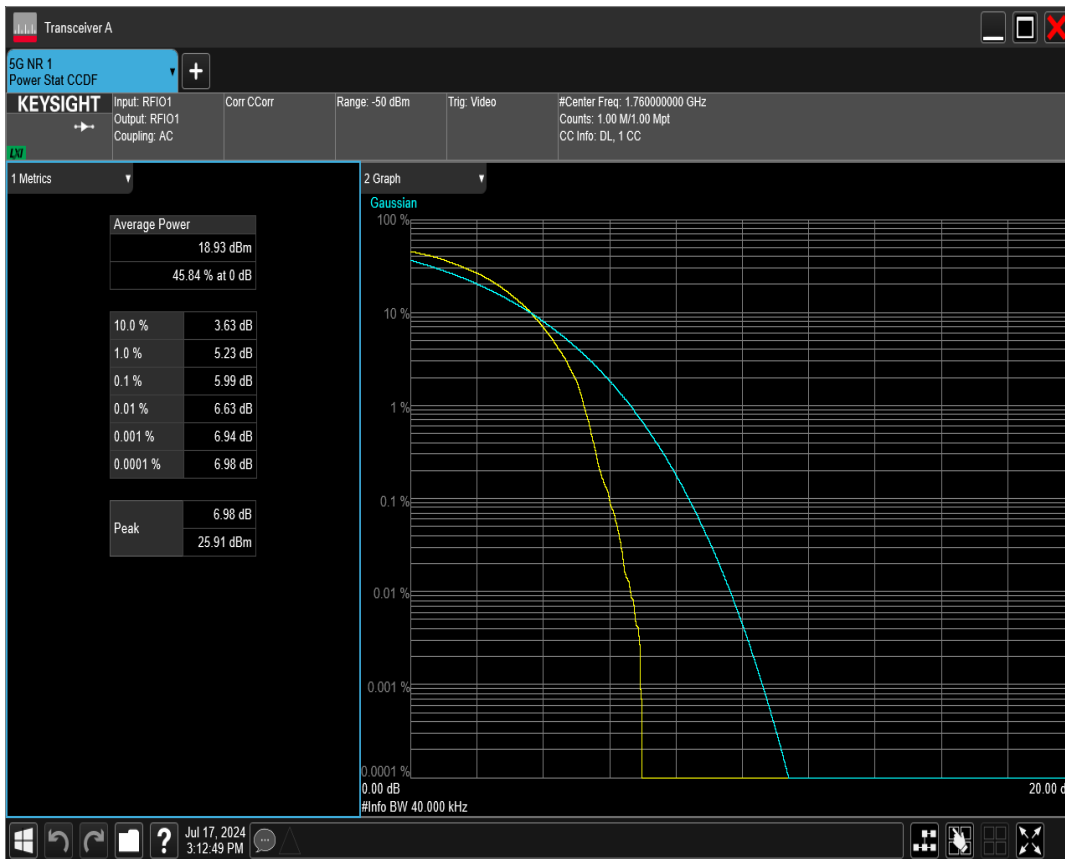 Transceiver A
5G NR 1
Power Stat CCDF
KEYSIGHT
LXI
Input: RFIO1
Output: RFIO1
Coupling: AC
Corr CCorr
Range: -50 dBm
Trig: Video
#Center Freq: 1.760000000 GHz
Counts: 1.00 M/1.00 Mpt
CC Info: DL, 1 CC
1 Metrics
Average Power
18.93 dBm
45.84 % at 0 dB
10.0 % 3.63 dB
1.0 % 5.23 dB
0.1 % 5.99 dB
0.01 % 6.63 dB
0.001 % 6.94 dB
0.0001 % 6.98 dB
Peak
6.98 dB
25.91 dBm
2 Graph
Gaussian
100 %
10 %
1 %
0.1 %
0.01 %
0.001 %
0.0001 %
0.00 dB
20.00 d
#Info BW 40.000 kHz
Jul 17, 2024
3:12:49 PM